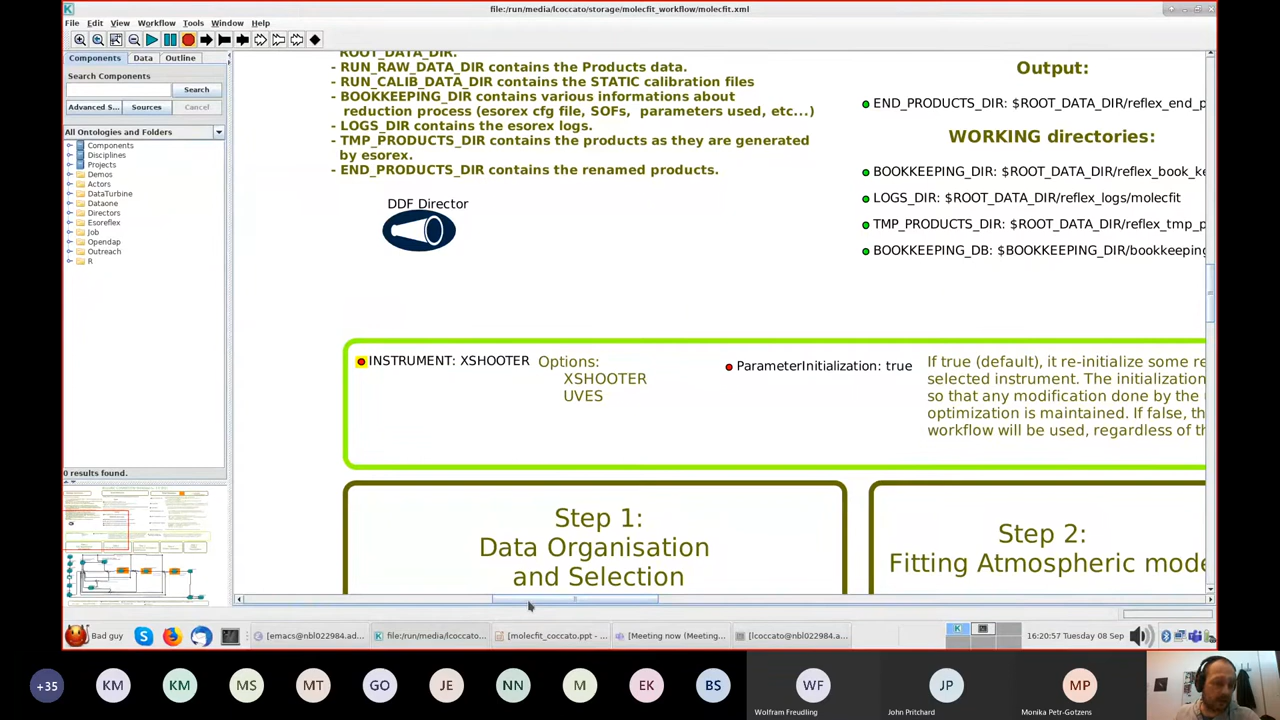 file:/run/media/lcoccato/storage/molecfit_workflow/molecfit.xml
File Edit View Workflow Tools Window Help
Components Data Outline
Search Components
Search
Advanced S... Sources Cancel
All Ontologies and Folders
Components
Disciplines
Projects
Demos
Actors
DataTurbine
Dataone
Directors
Esoreflex
Job
Opendap
Outreach
R
0 results found.
ROOT_DATA_DIR.
- RUN_RAW_DATA_DIR contains the Products data.
- RUN_CALIB_DATA_DIR contains the STATIC calibration files
- BOOKKEEPING_DIR contains various informations about
reduction process (esorex cfg file, SOFs, parameters used, etc...)
- LOGS_DIR contains the esorex logs.
- TMP_PRODUCTS_DIR contains the products as they are generated
by esorex.
- END_PRODUCTS_DIR contains the renamed products.
DDF Director
Output:
END_PRODUCTS_DIR: $ROOT_DATA_DIR/reflex_end_p
WORKING directories:
BOOKKEEPING_DIR: $ROOT_DATA_DIR/reflex_book_ke
LOGS_DIR: $ROOT_DATA_DIR/reflex_logs/molecfit
TMP_PRODUCTS_DIR: $ROOT_DATA_DIR/reflex_tmp_p
BOOKKEEPING_DB: $BOOKKEEPING_DIR/bookkeeping
INSTRUMENT: XSHOOTER
Options:
XSHOOTER
UVES
ParameterInitialization: true
If true (default), it re-initialize some re
selected instrument. The initialization
so that any modification done by the u
optimization is maintained. If false, th
workflow will be used, regardless of th
Step 1:
Data Organisation
and Selection
Step 2:
Fitting Atmospheric mode
Bad guy
[emacs@nbl022984.ad...
file:/run/media/lcoccato...
[molecfit_coccato.ppt - ...
[Meeting now (Meeting...
[lcoccato@nbl022984.a...
16:20:57 Tuesday 08 Sep
+35 KM KM MS MT GO JE NN M EK BS WF JP MP
Wolfram Freudling
John Pritchard
Monika Petr-Gotzens